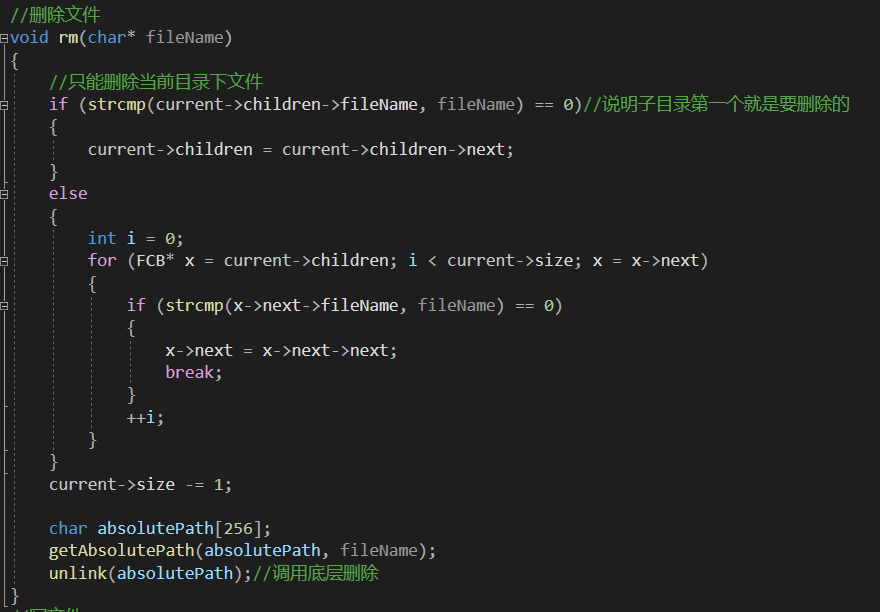 //删除文件
void rm(char* fileName)
{
    //只能删除当前目录下文件
    if (strcmp(current->children->fileName, fileName) == 0)//说明子目录第一个就是要删除的
    {
        current->children = current->children->next;
    }
    else
    {
        int i = 0;
        for (FCB* x = current->children; i < current->size; x = x->next)
        {
            if (strcmp(x->next->fileName, fileName) == 0)
            {
                x->next = x->next->next;
                break;
            }
            ++i;
        }
    }
    current->size -= 1;

    char absolutePath[256];
    getAbsolutePath(absolutePath, fileName);
    unlink(absolutePath);//调用底层删除
}